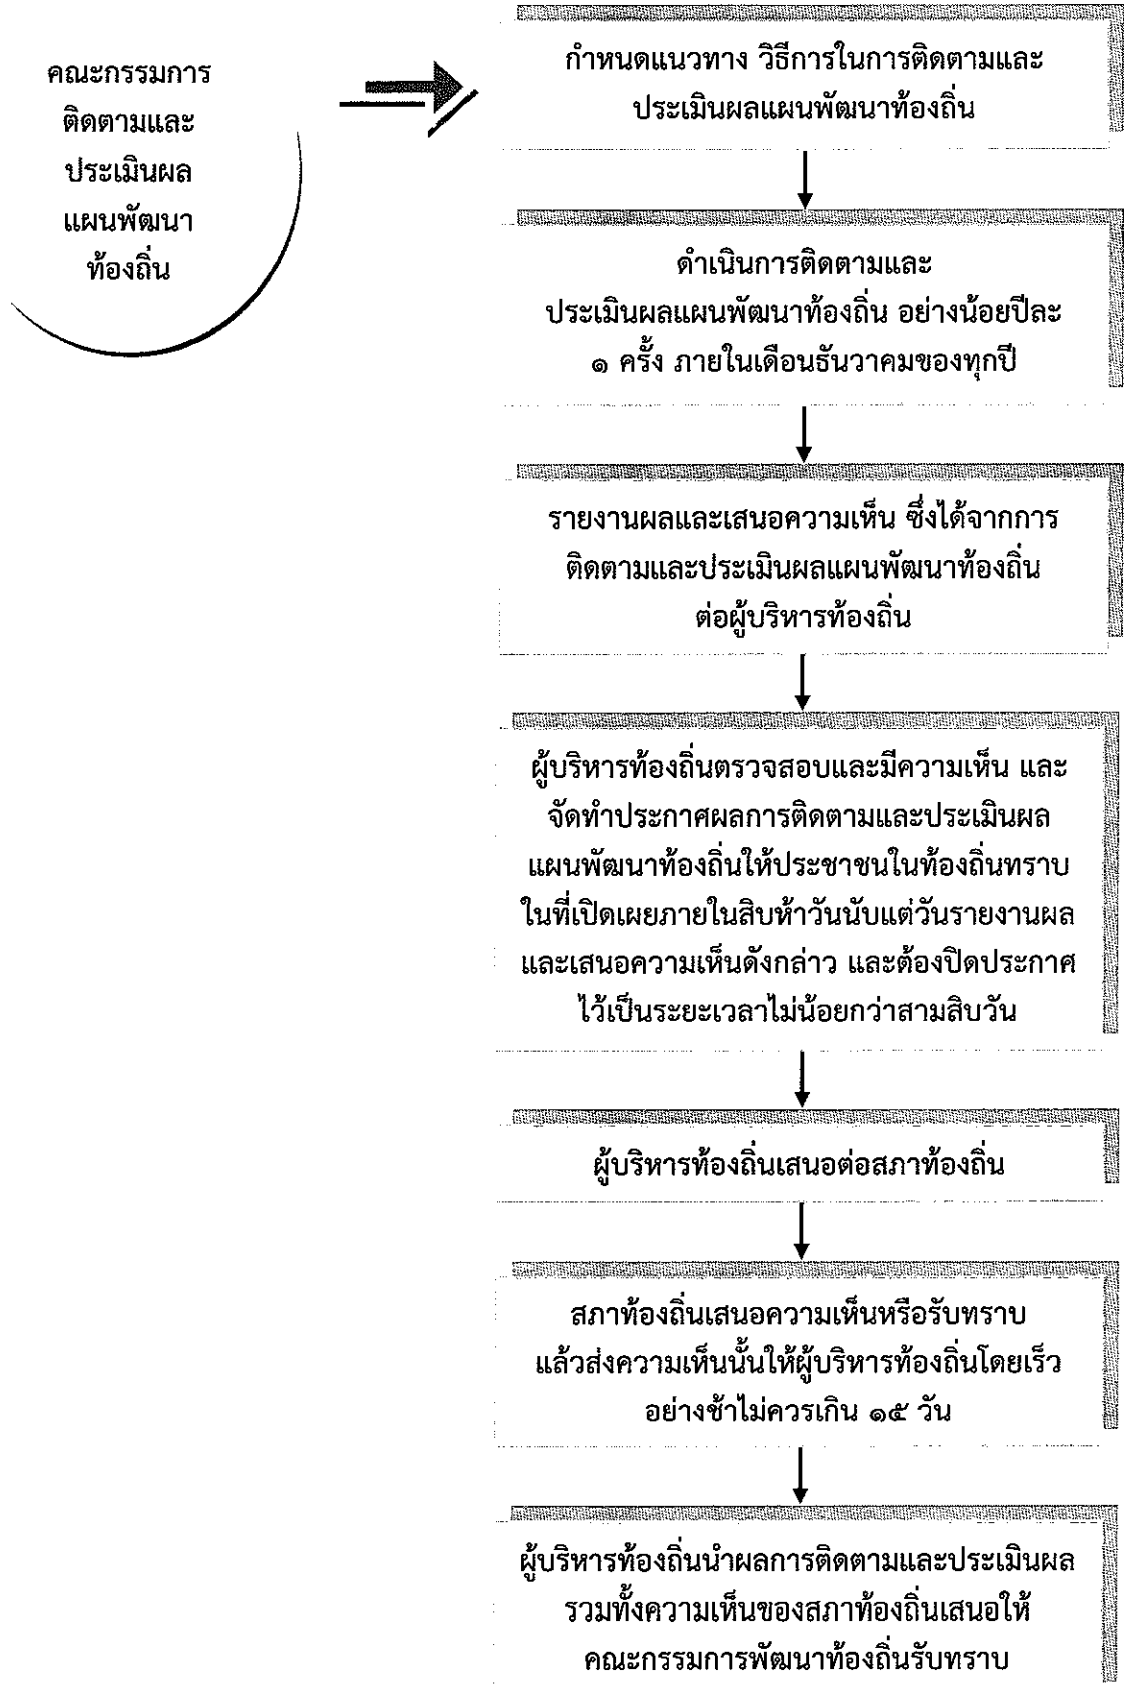 คณะกรรมการ
ติดตามและ
ประเมินผล
แผนพัฒนา
ท้องถิ่น
กำหนดแนวทาง วิธีการในการติดตามและ
ประเมินผลแผนพัฒนาท้องถิ่น
ดำเนินการติดตามและ
ประเมินผลแผนพัฒนาท้องถิ่น อย่างน้อยปีละ
๑ ครั้ง ภายในเดือนธันวาคมของทุกปี
รายงานผลและเสนอความเห็น ซึ่งได้จากการ
ติดตามและประเมินผลแผนพัฒนาท้องถิ่น
ต่อผู้บริหารท้องถิ่น
ผู้บริหารท้องถิ่นตรวจสอบและมีความเห็น และ
จัดทำประกาศผลการติดตามและประเมินผล
แผนพัฒนาท้องถิ่นให้ประชาชนในท้องถิ่นทราบ
ในที่เปิดเผยภายในสิบห้าวันนับแต่วันรายงานผล
และเสนอความเห็นดังกล่าว และต้องปิดประกาศ
ไว้เป็นระยะเวลาไม่น้อยกว่าสามสิบวัน
ผู้บริหารท้องถิ่นเสนอต่อสภาท้องถิ่น
สภาท้องถิ่นเสนอความเห็นหรือรับทราบ
แล้วส่งความเห็นนั้นให้ผู้บริหารท้องถิ่นโดยเร็ว
อย่างช้าไม่ควรเกิน ๑๕ วัน
ผู้บริหารท้องถิ่นนำผลการติดตามและประเมินผล
รวมทั้งความเห็นของสภาท้องถิ่นเสนอให้
คณะกรรมการพัฒนาท้องถิ่นรับทราบ